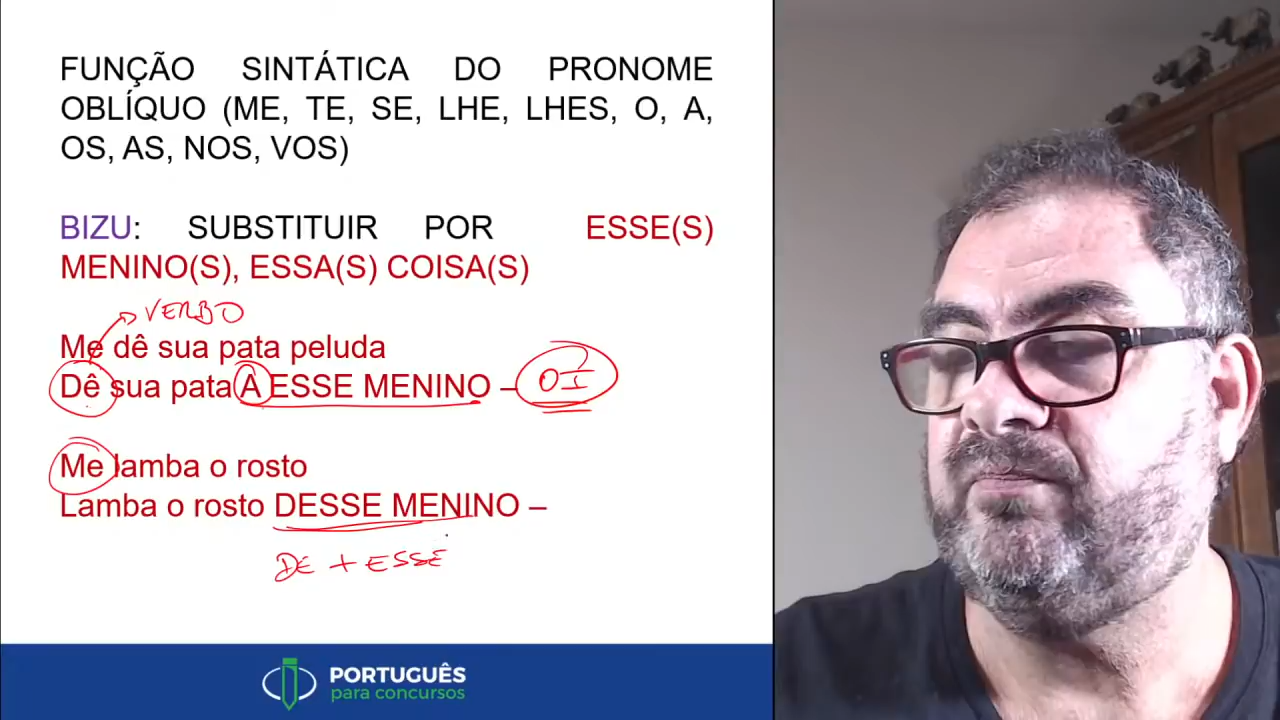 FUNÇÃO SINTÁTICA DO PRONOME
OBLÍQUO (ME, TE, SE, LHE, LHES, O, A,
OS, AS, NOS, VOS)
BIZU: SUBSTITUIR POR ESSE(S)
MENINO(S), ESSA(S) COISA(S)
VERBO
Me dê sua pata peluda
Dê sua pata A ESSE MENINO – OI
Me lamba o rosto
Lamba o rosto DESSE MENINO –
DE + ESSE
PORTUGUÊS
para concursos